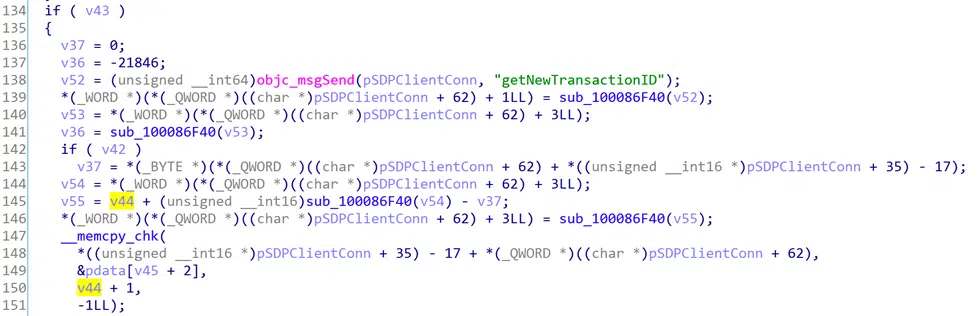 134 if ( v43 )
135 {
136 v37 = 0;
137 v36 = -21846;
138 v52 = (unsigned __int64)objc_msgSend(pSDPClientConn, "getNewTransactionID");
139 *(_WORD *)(*(_QWORD *)((char *)pSDPClientConn + 62) + 1LL) = sub_100086F40(v52);
140 v53 = *(_WORD *)(*(_QWORD *)((char *)pSDPClientConn + 62) + 3LL);
141 v36 = sub_100086F40(v53);
142 if ( v42 )
143 v37 = *(_BYTE *)(*(_QWORD *)((char *)pSDPClientConn + 62) + *((unsigned __int16 *)pSDPClientConn + 35) - 17);
144 v54 = *(_WORD *)(*(_QWORD *)((char *)pSDPClientConn + 62) + 3LL);
145 v55 = v44 + (unsigned __int16)sub_100086F40(v54) - v37;
146 *(_WORD *)(*(_QWORD *)((char *)pSDPClientConn + 62) + 3LL) = sub_100086F40(v55);
147 __memcpy_chk(
148 *((unsigned __int16 *)pSDPClientConn + 35) - 17 + *(_QWORD *)((char *)pSDPClientConn + 62),
149 &pdata[v45 + 2],
150 v44 + 1,
151 -1LL);